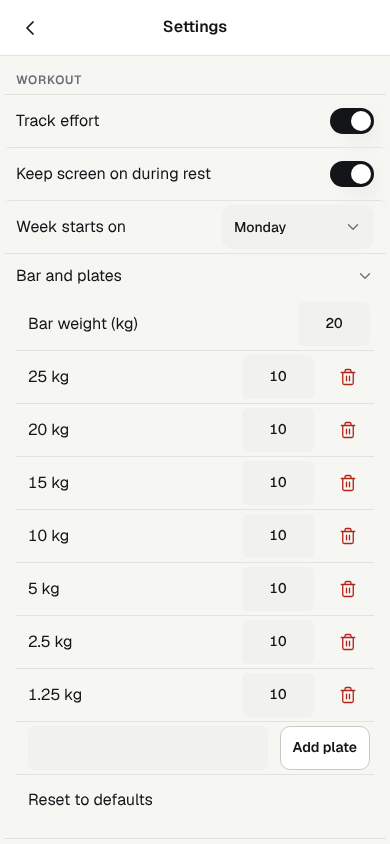 Settings
WORKOUT
Track effort
Keep screen on during rest
Week starts on Monday
Bar and plates
Bar weight (kg) 20
25 kg 10
20 kg 10
15 kg 10
10 kg 10
5 kg 10
2.5 kg 10
1.25 kg 10
Add plate
Reset to defaults